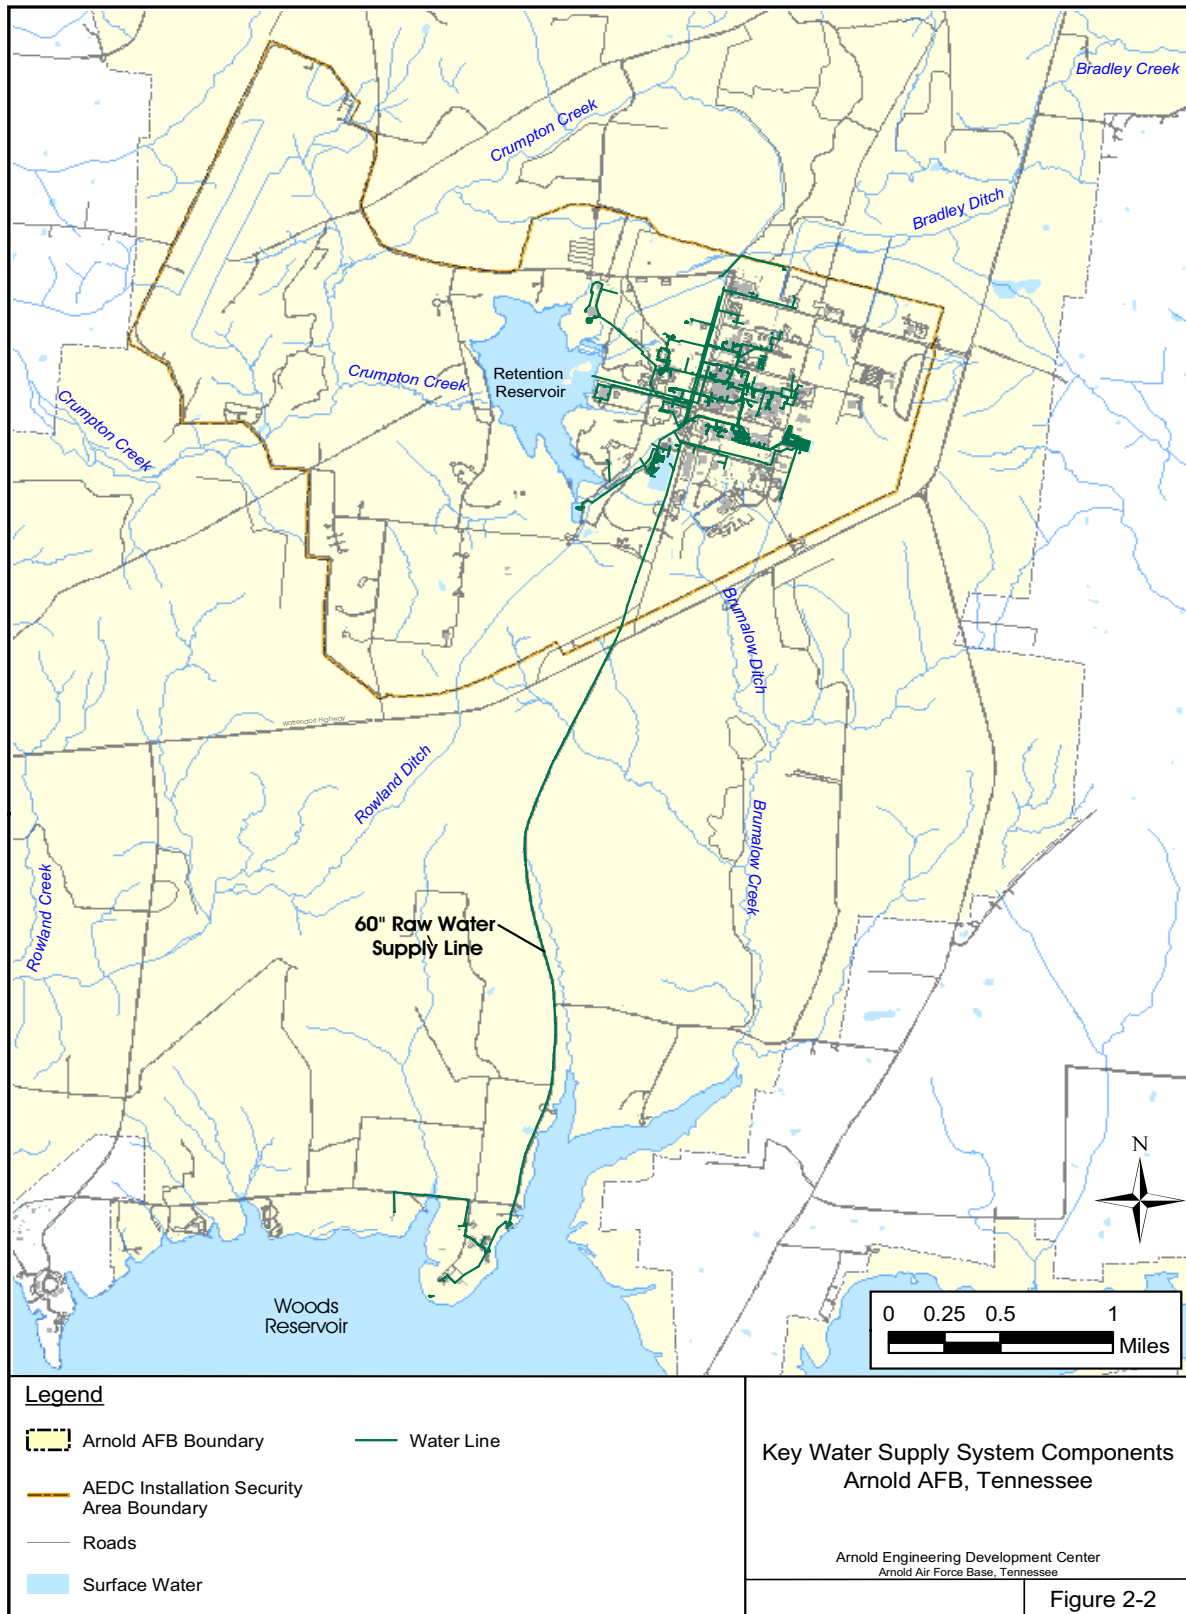 Bradley Creek
Crumpton Creek
Bradley Ditch
Retention
Reservoir
Crumpton Creek
Crumpton Creek
Brumalow Ditch
Wattendorf Highway
Rowland Ditch
Brumalow Creek
Rowland Creek
60" Raw Water
Supply Line
N
Woods
Reservoir
0 0.25 0.5 1
Miles
Legend
Arnold AFB Boundary
Water Line
AEDC Installation Security
Area Boundary
Roads
Surface Water
Key Water Supply System Components
Arnold AFB, Tennessee
Arnold Engineering Development Center
Arnold Air Force Base, Tennessee
Figure 2-2